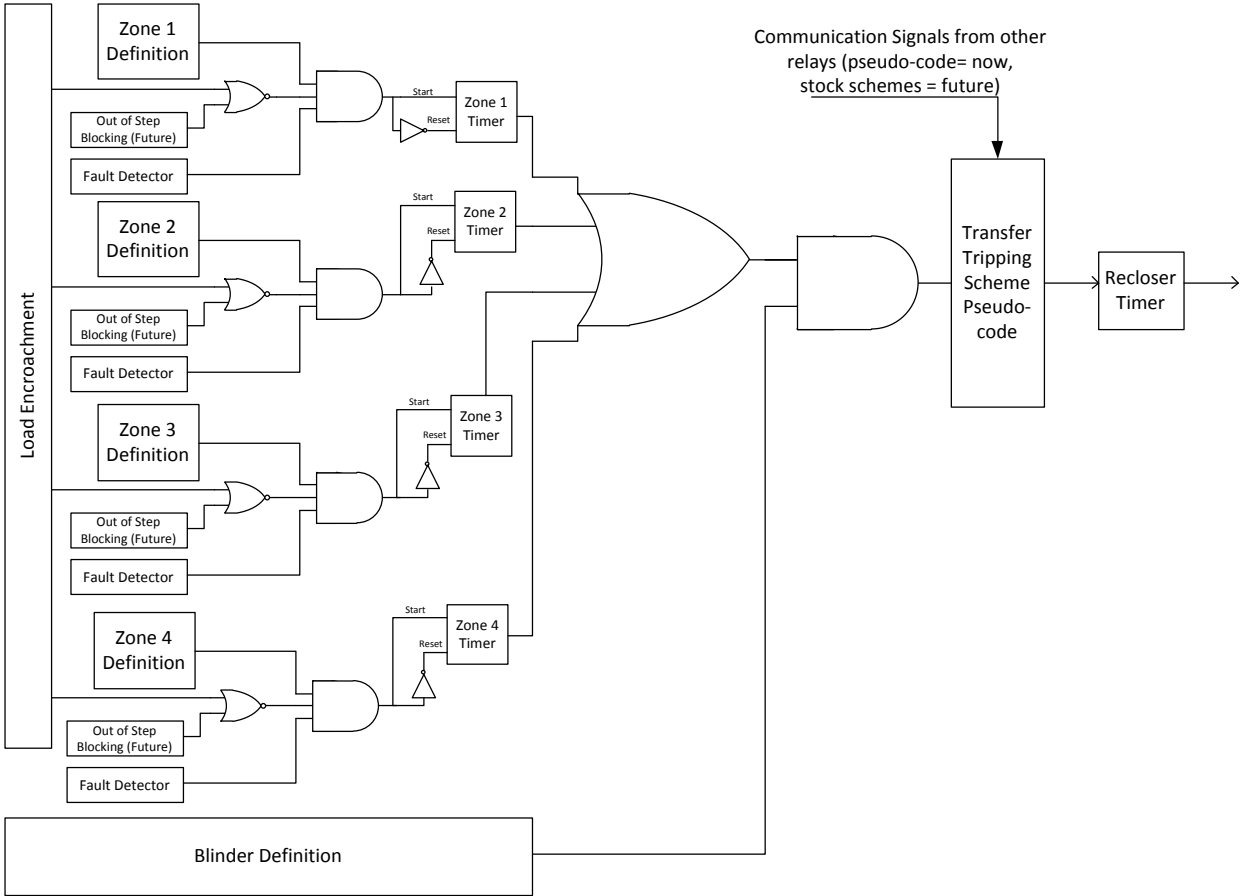 Load Encroachment
Zone 1
Definition
Out of Step
Blocking (Future)
Fault Detector
Start
Reset
Zone 1
Timer
Zone 2
Definition
Out of Step
Blocking (Future)
Fault Detector
Start
Reset
Zone 2
Timer
Zone 3
Definition
Out of Step
Blocking (Future)
Fault Detector
Start
Reset
Zone 3
Timer
Zone 4
Definition
Out of Step
Blocking (Future)
Fault Detector
Start
Reset
Zone 4
Timer
Blinder Definition
Communication Signals from other
relays (pseudo-code= now,
stock schemes = future)
Transfer
Tripping
Scheme
Pseudo-
code
Recloser
Timer